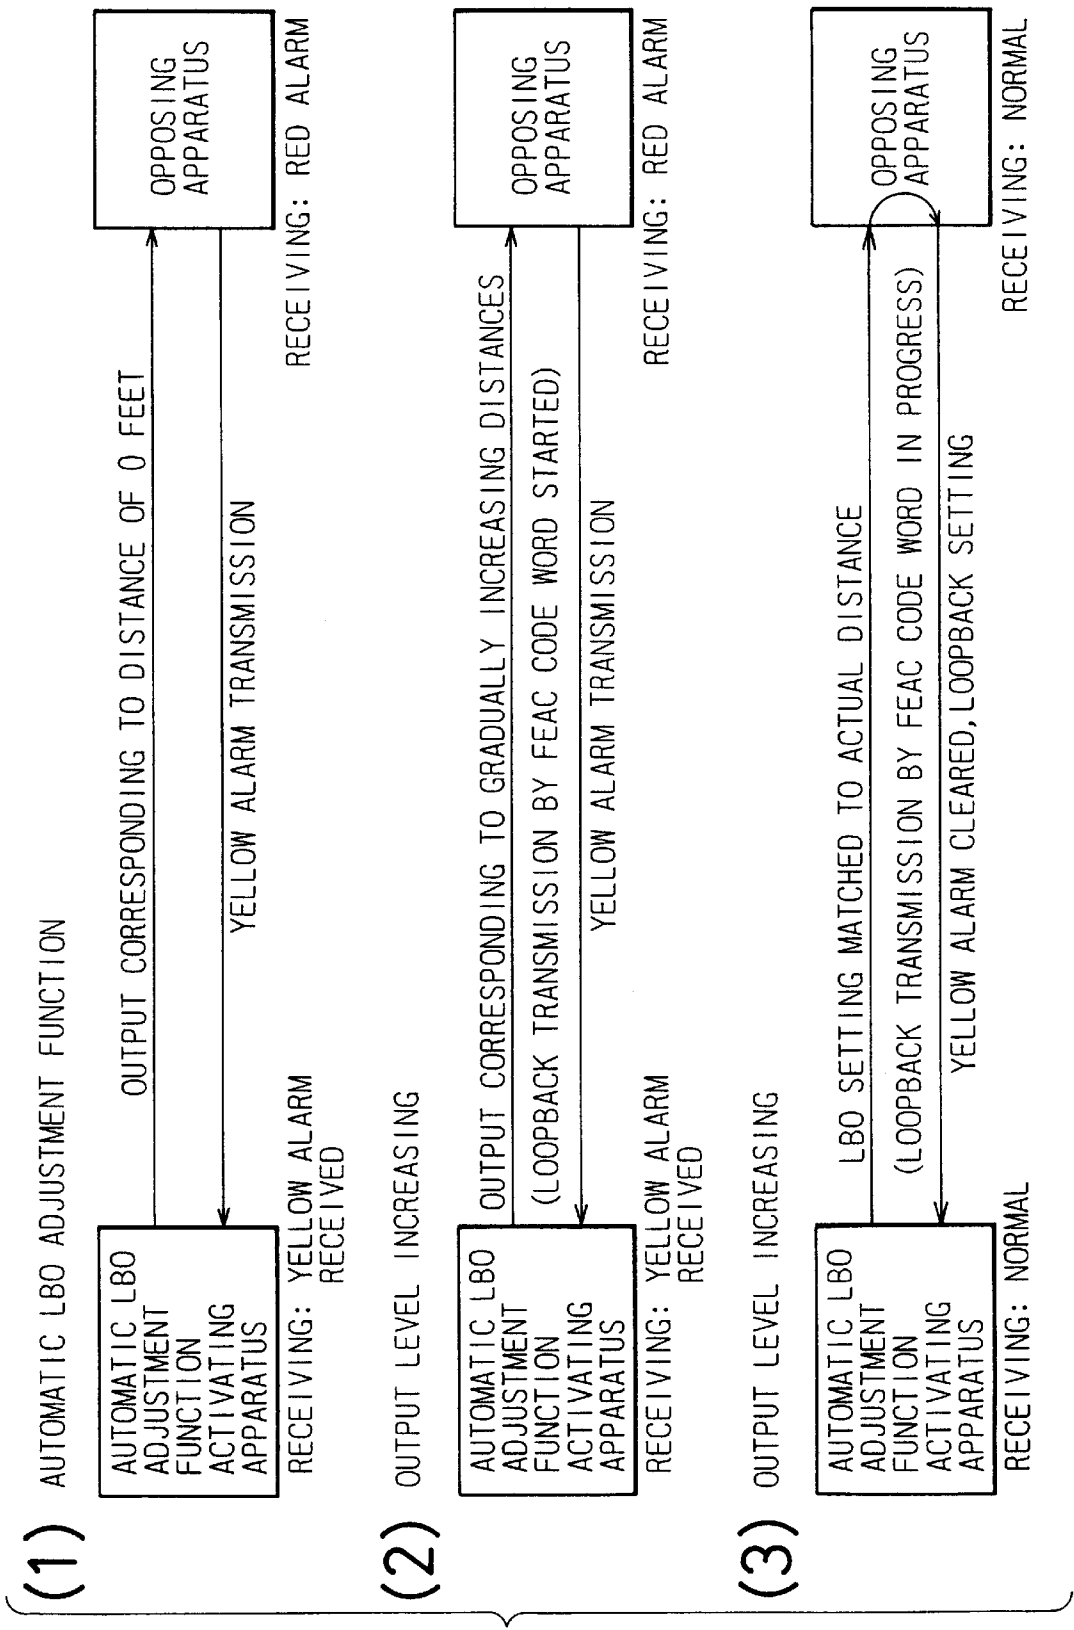 (1)
AUTOMATIC LBO ADJUSTMENT FUNCTION
AUTOMATIC LBO
ADJUSTMENT
FUNCTION
ACTIVATING
APPARATUS
RECEIVING: YELLOW ALARM
RECEIVED
OUTPUT CORRESPONDING TO DISTANCE OF 0 FEET
YELLOW ALARM TRANSMISSION
OPPOSING
APPARATUS
RECEIVING: RED ALARM
(2)
OUTPUT LEVEL INCREASING
AUTOMATIC LBO
ADJUSTMENT
FUNCTION
ACTIVATING
APPARATUS
RECEIVING: YELLOW ALARM
RECEIVED
OUTPUT CORRESPONDING TO GRADUALLY INCREASING DISTANCES
(LOOPBACK TRANSMISSION BY FEAC CODE WORD STARTED)
YELLOW ALARM TRANSMISSION
OPPOSING
APPARATUS
RECEIVING: RED ALARM
(3)
OUTPUT LEVEL INCREASING
AUTOMATIC LBO
ADJUSTMENT
FUNCTION
ACTIVATING
APPARATUS
RECEIVING: NORMAL
LBO SETTING MATCHED TO ACTUAL DISTANCE
(LOOPBACK TRANSMISSION BY FEAC CODE WORD IN PROGRESS)
YELLOW ALARM CLEARED, LOOPBACK SETTING
OPPOSING
APPARATUS
RECEIVING: NORMAL